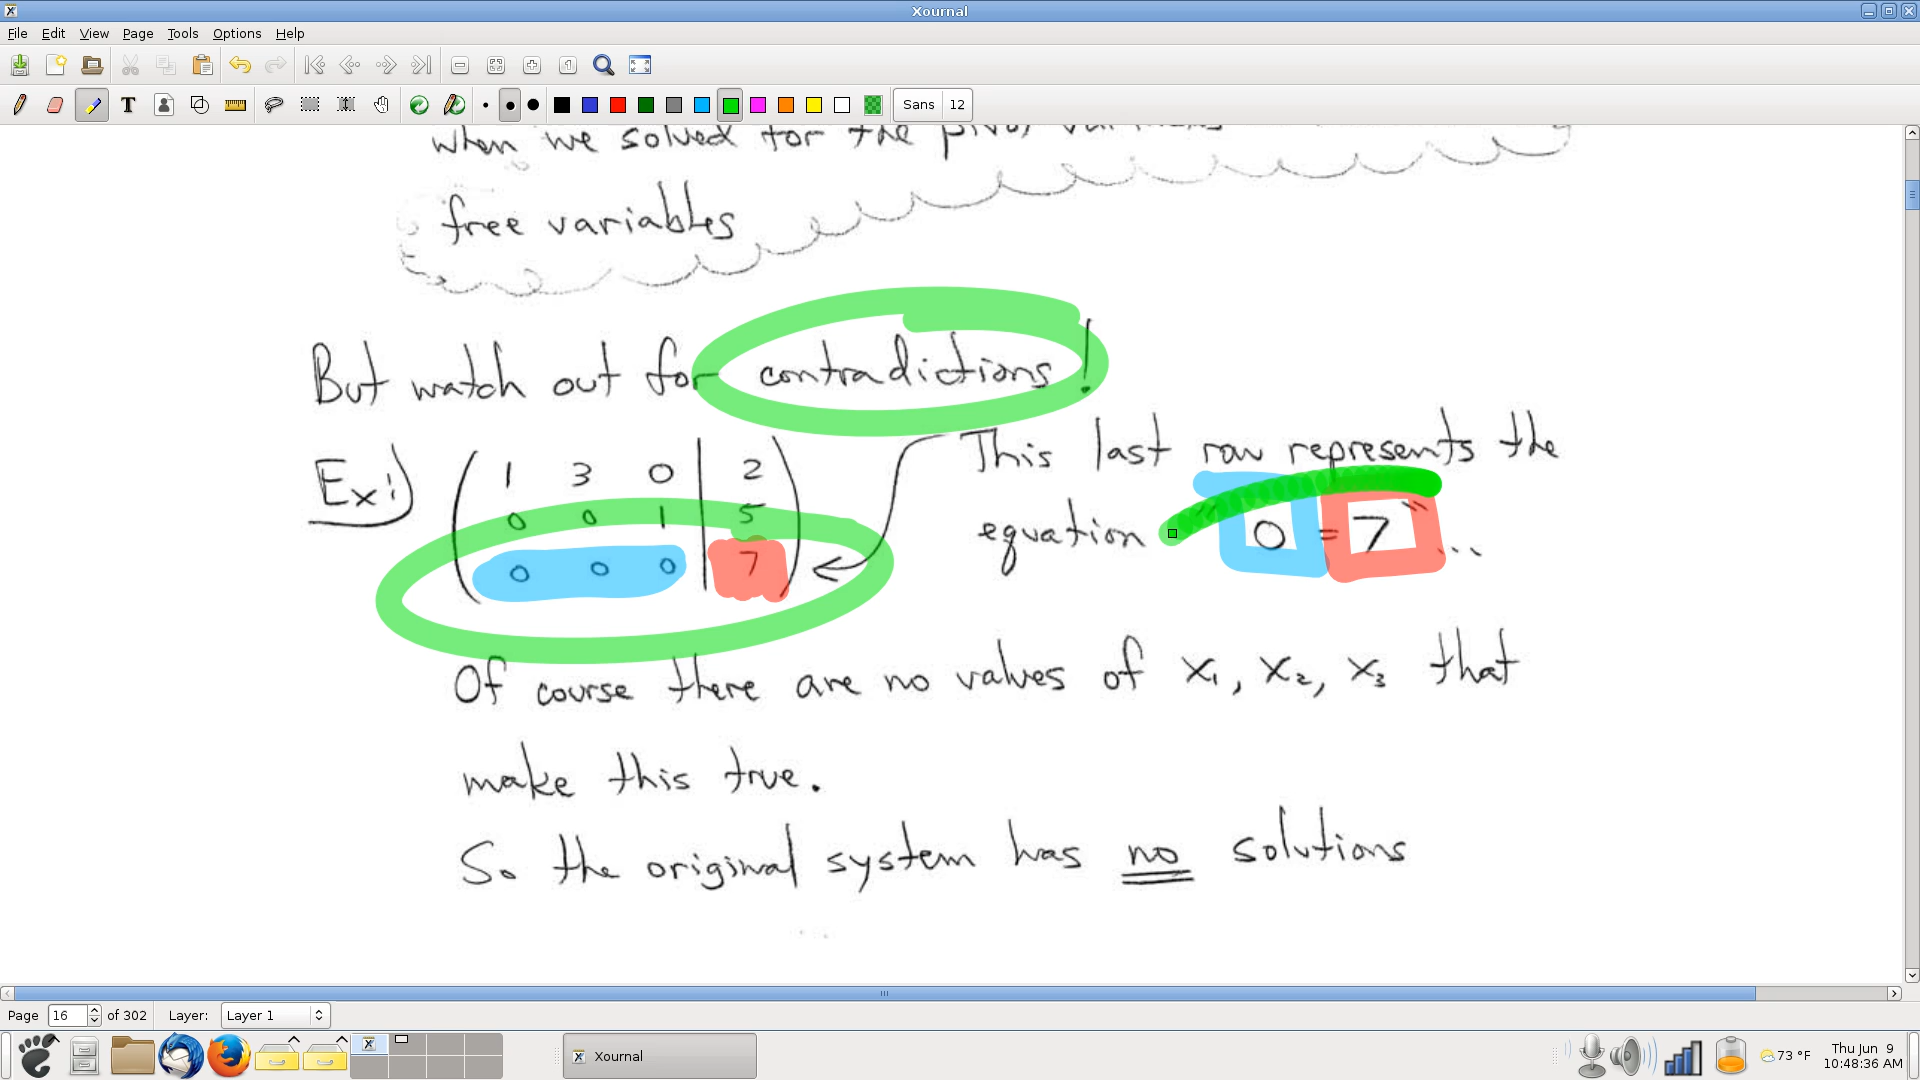 Xournal
File Edit View Page Tools Options Help
Sans 12
when we solved for the
free variables
But watch out for contradictions!
Ex:) 1 3 0 | 2
0 0 1 | 5
0 0 0 | 7
This last row represents the
equation "0 = 7" ...
Of course there are no values of x₁, x₂, x₃ that
make this true.
So the original system has no solutions
Page 16 of 302 Layer: Layer 1
Xournal
73 °F
Thu Jun 9
10:48:36 AM